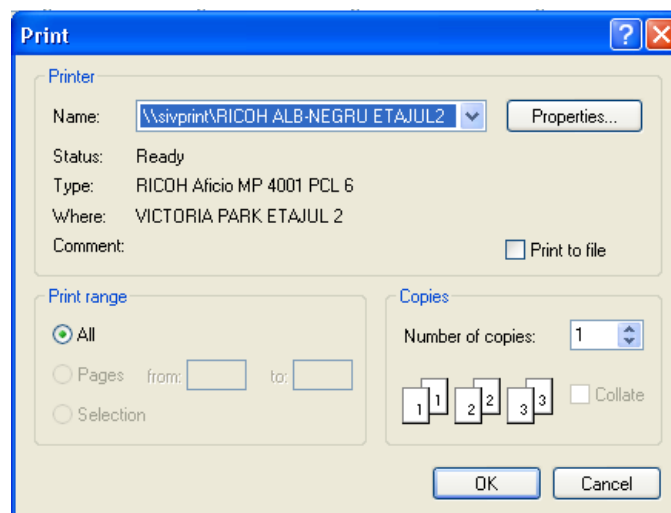 Print
Printer
Name: \\sivprint\RICOH ALB-NEGRU ETAJUL2 Properties...
Status: Ready
Type: RICOH Aficio MP 4001 PCL 6
Where: VICTORIA PARK ETAJUL 2
Comment: Print to file
Print range
All
Pages from: to:
Selection
Copies
Number of copies: 1
1 1 2 2 3 3 Collate
OK Cancel